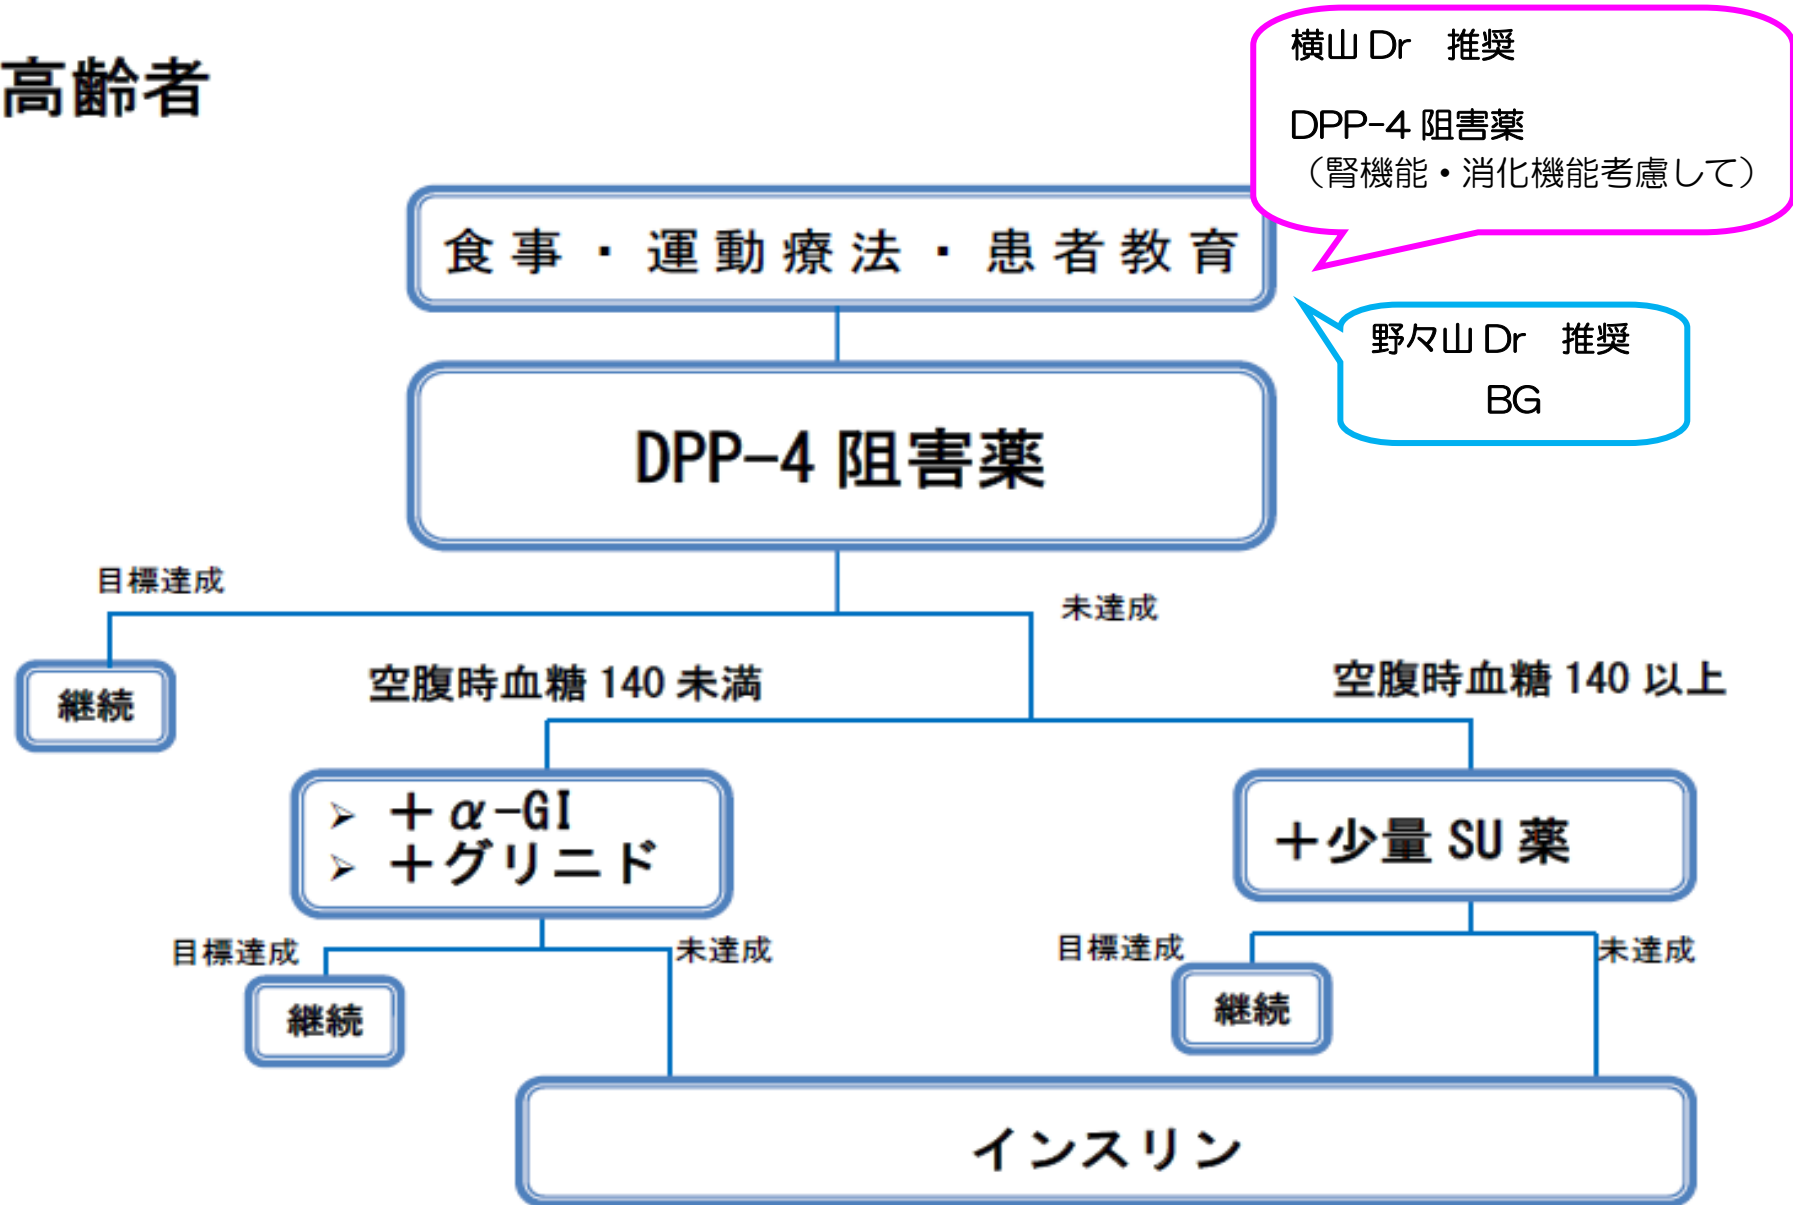 高齢者
横山 Dr　推奨
DPP-4 阻害薬
（腎機能・消化機能考慮して）
食事・運動療法・患者教育
野々山 Dr　推奨
BG
DPP-4 阻害薬
目標達成
未達成
継続
空腹時血糖 140 未満
空腹時血糖 140 以上
➢ ＋α-GI
➢ ＋グリニド
＋少量 SU 薬
目標達成
未達成
目標達成
未達成
継続
継続
インスリン